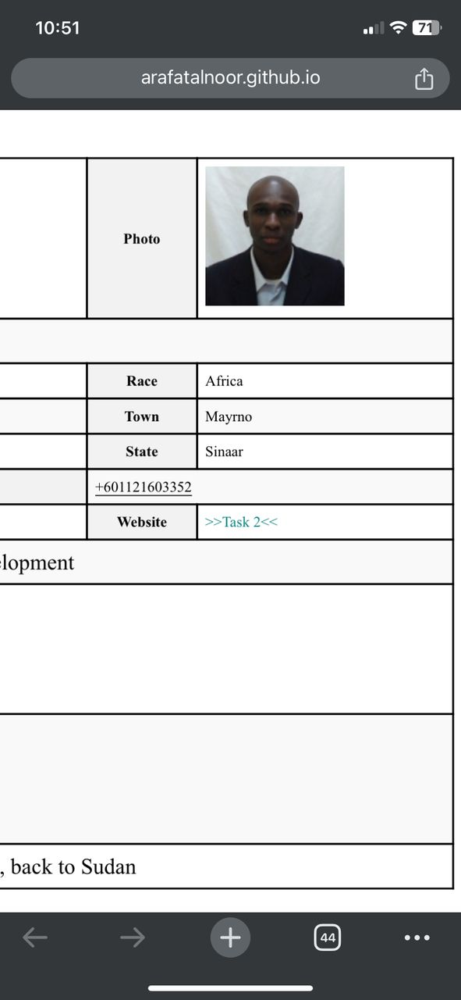 10:51
71
arafatalnoor.github.io
Photo
Race Africa
Town Mayrno
State Sinaar
+601121603352
Website >>Task 2<<
elopment
, back to Sudan
44